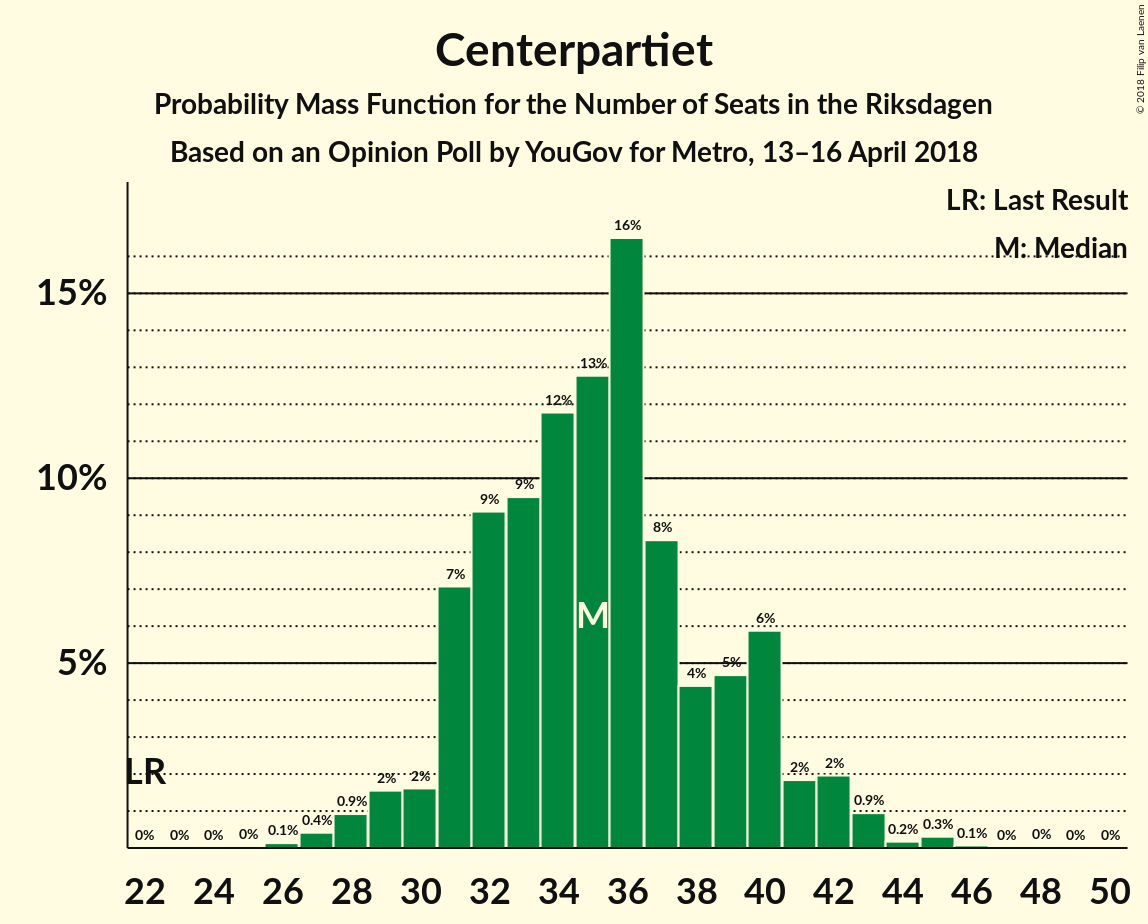 Centerpartiet
Probability Mass Function for the Number of Seats in the Riksdagen
Based on an Opinion Poll by YouGov for Metro, 13–16 April 2018
© 2018 Filip van Laenen
LR: Last Result
M: Median
15%
10%
5%
LR
M
0% 0% 0% 0% 0.1% 0.4% 0.9% 2% 2% 7% 9% 9% 12% 13% 16% 8% 4% 5% 6% 2% 2% 0.9% 0.2% 0.3% 0.1% 0% 0% 0% 0%
22 24 26 28 30 32 34 36 38 40 42 44 46 48 50